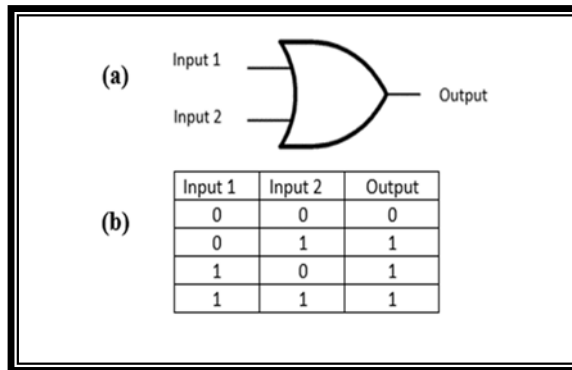 (a)
Input 1
Input 2
Output
(b)
Input 1 Input 2 Output
0 0 0
0 1 1
1 0 1
1 1 1